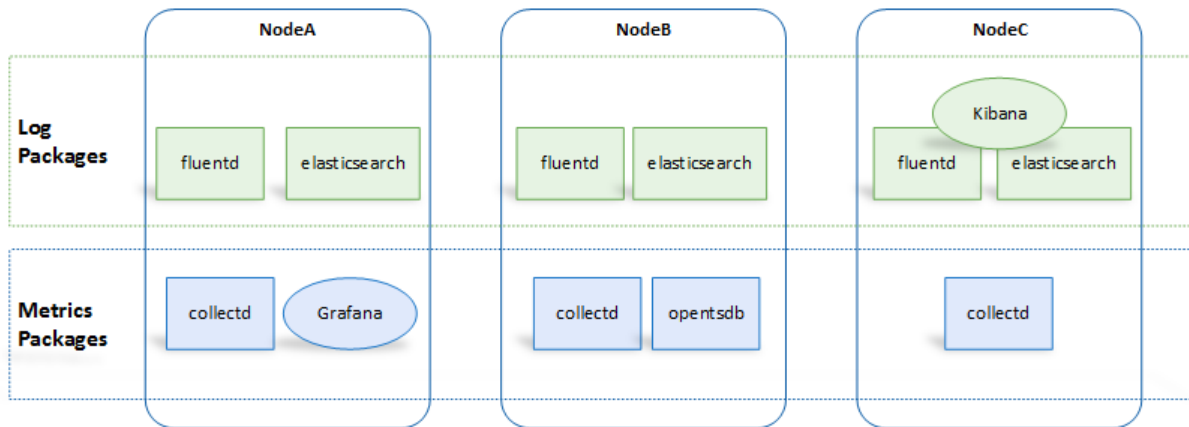 NodeA
NodeB
NodeC
Log
Packages
fluentd
elasticsearch
fluentd
elasticsearch
Kibana
fluentd
elasticsearch
Metrics
Packages
collectd
Grafana
collectd
opentsdb
collectd